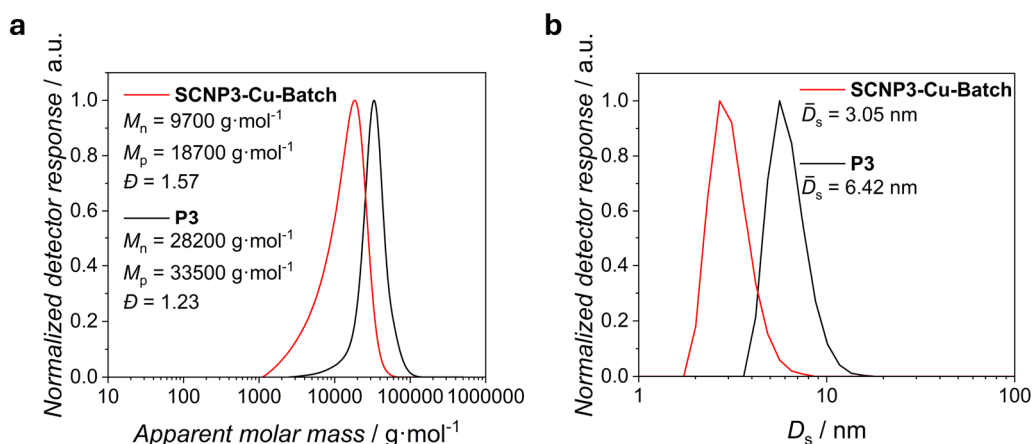 a
Normalized detector response / a.u.
1.0
0.8
0.6
0.4
0.2
0.0
SCNP3-Cu-Batch
Mn = 9700 g·mol-1
Mp = 18700 g·mol-1
Đ = 1.57
P3
Mn = 28200 g·mol-1
Mp = 33500 g·mol-1
Đ = 1.23
1 10 100 1000 10000 100000 1000000
Apparent molar mass / g·mol-1
b
Normalized detector response / a.u.
1.0
0.8
0.6
0.4
0.2
0.0
SCNP3-Cu-Batch
D̄s = 3.05 nm
P3
D̄s = 6.42 nm
1 10 100
Ds / nm